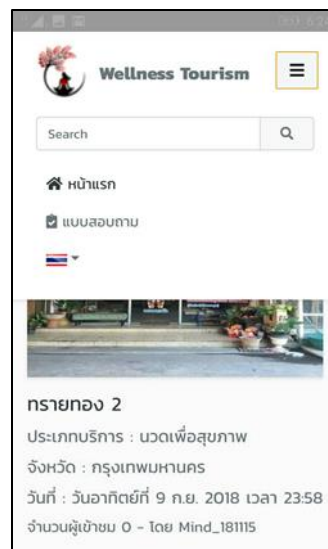 Wellness Tourism
Search
หน้าแรก
แบบสอบถาม
ทรายทอง 2
ประเภทบริการ : นวดเพื่อสุขภาพ
จังหวัด : กรุงเทพมหานคร
วันที่ : วันอาทิตย์ที่ 9 ก.ย. 2018 เวลา 23:58
จำนวนผู้เข้าชม 0 - โดย Mind_181115